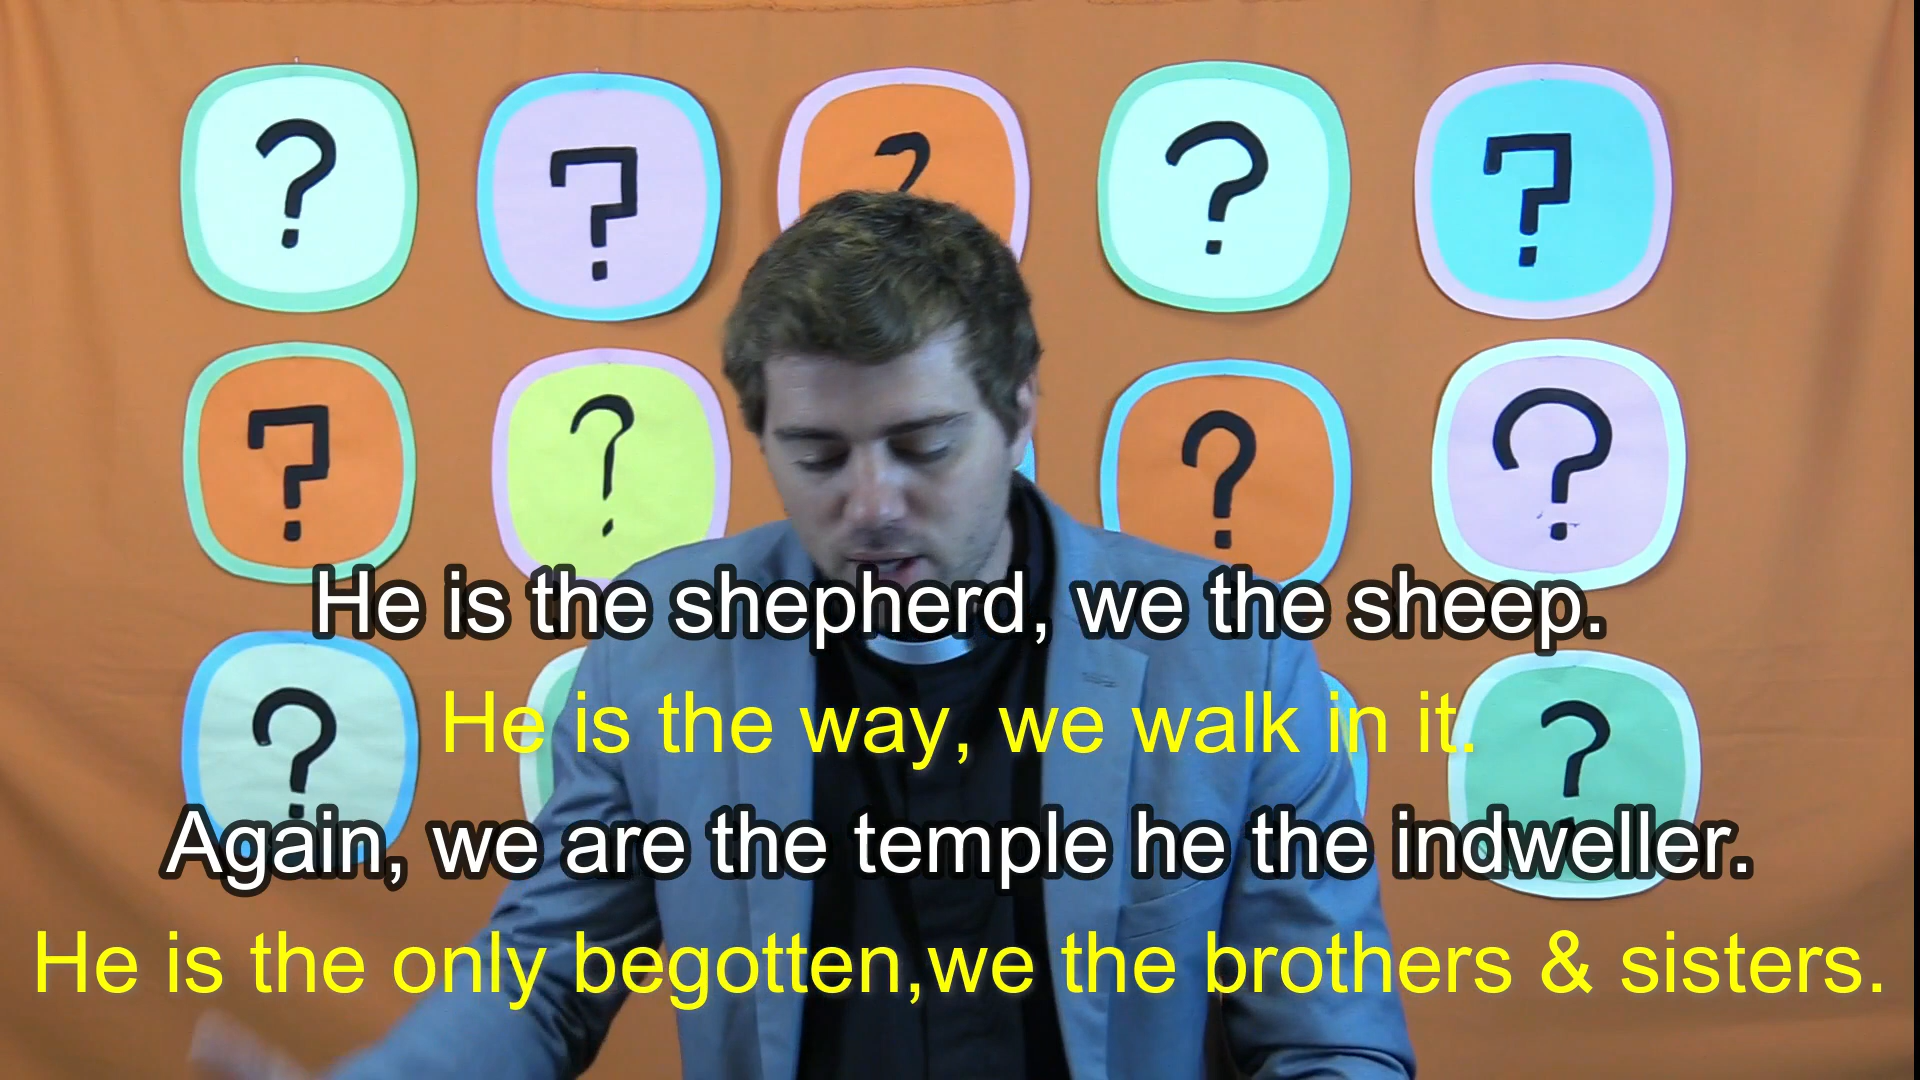 ? ? ? ? ?
? ? ? ?
He is the shepherd, we the sheep.
? ?
He is the way, we walk in it.
Again, we are the temple he the indweller.
He is the only begotten,we the brothers & sisters.